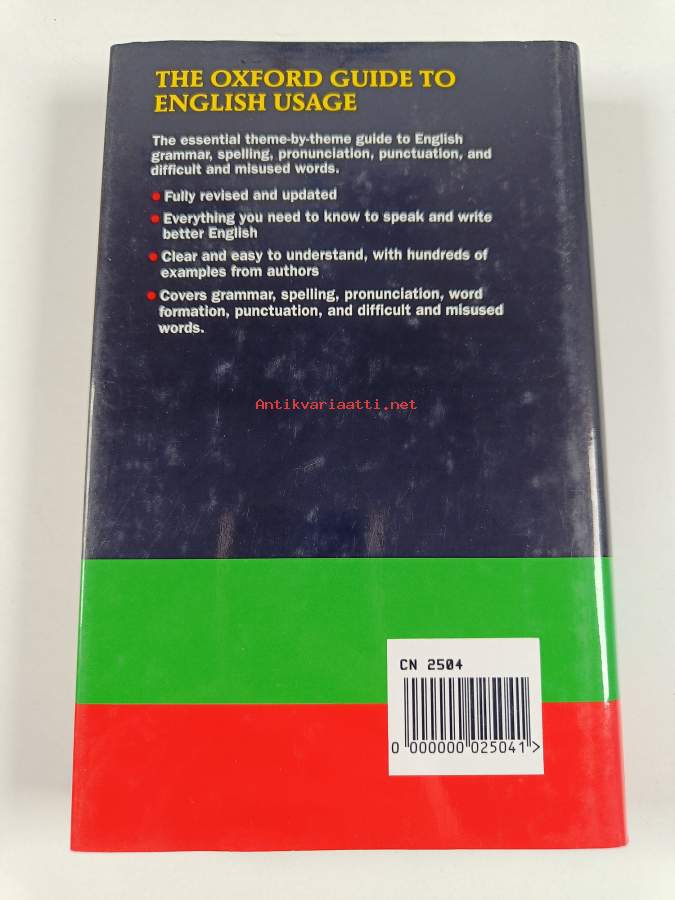 THE OXFORD GUIDE TO
ENGLISH USAGE
The essential theme-by-theme guide to English
grammar, spelling, pronunciation, punctuation, and
difficult and misused words.
• Fully revised and updated
• Everything you need to know to speak and write
better English
• Clear and easy to understand, with hundreds of
examples from authors
• Covers grammar, spelling, pronunciation, word
formation, punctuation, and difficult and misused
words.
Antikvariaatti.net
CN 2504
0 000000 025041 >